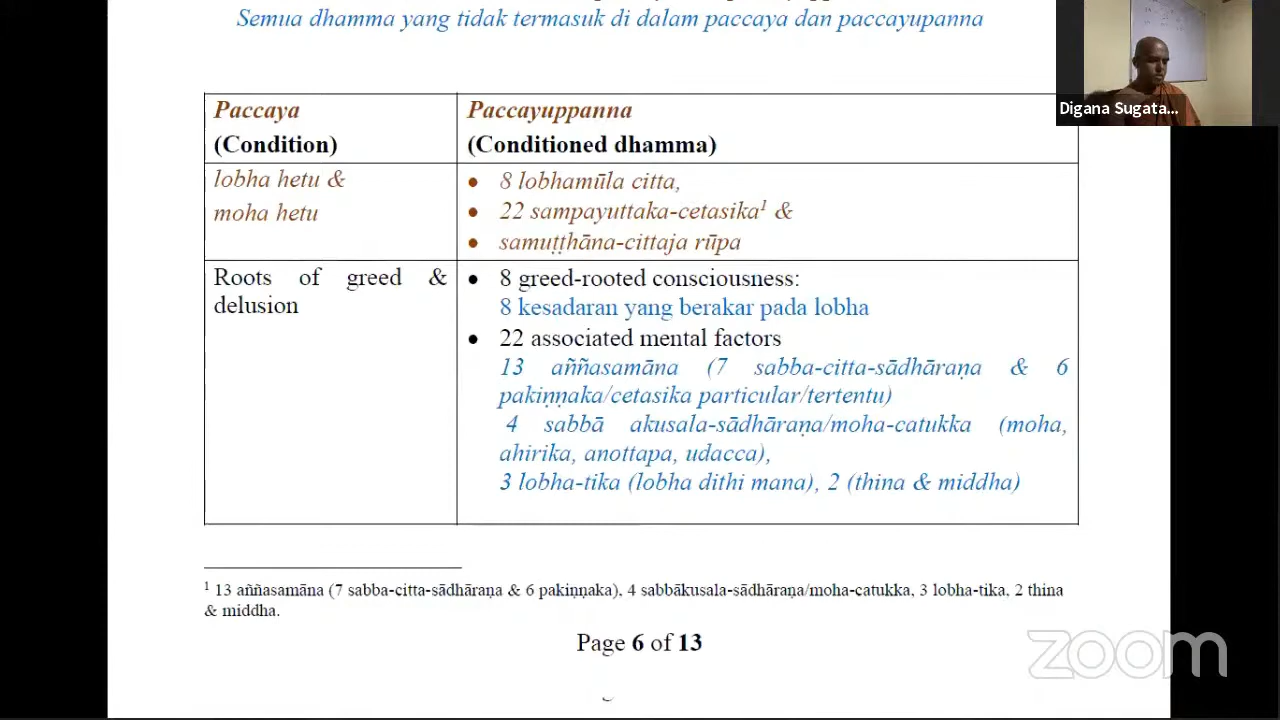 Semua dhamma yang tidak termasuk di dalam paccaya dan paccayupanna
Digana Sugata...
Paccaya
(Condition)
Paccayuppanna
(Conditioned dhamma)
lobha hetu &
moha hetu
• 8 lobhamūla citta,
• 22 sampayuttaka-cetasika¹ &
• samuṭṭhāna-cittaja rūpa
Roots of greed &
delusion
• 8 greed-rooted consciousness:
8 kesadaran yang berakar pada lobha
• 22 associated mental factors
13 aññasamāna (7 sabba-citta-sādhāraṇa & 6
pakiṇṇaka/cetasika particular/tertentu)
4 sabbā akusala-sādhāraṇa/moha-catukka (moha,
ahirika, anottapa, udacca),
3 lobha-tika (lobha dithi mana), 2 (thina & middha)
¹ 13 aññasamāna (7 sabba-citta-sādhāraṇa & 6 pakiṇṇaka), 4 sabbākusala-sādhāraṇa/moha-catukka, 3 lobha-tika, 2 thina
& middha.
Page 6 of 13
zoom